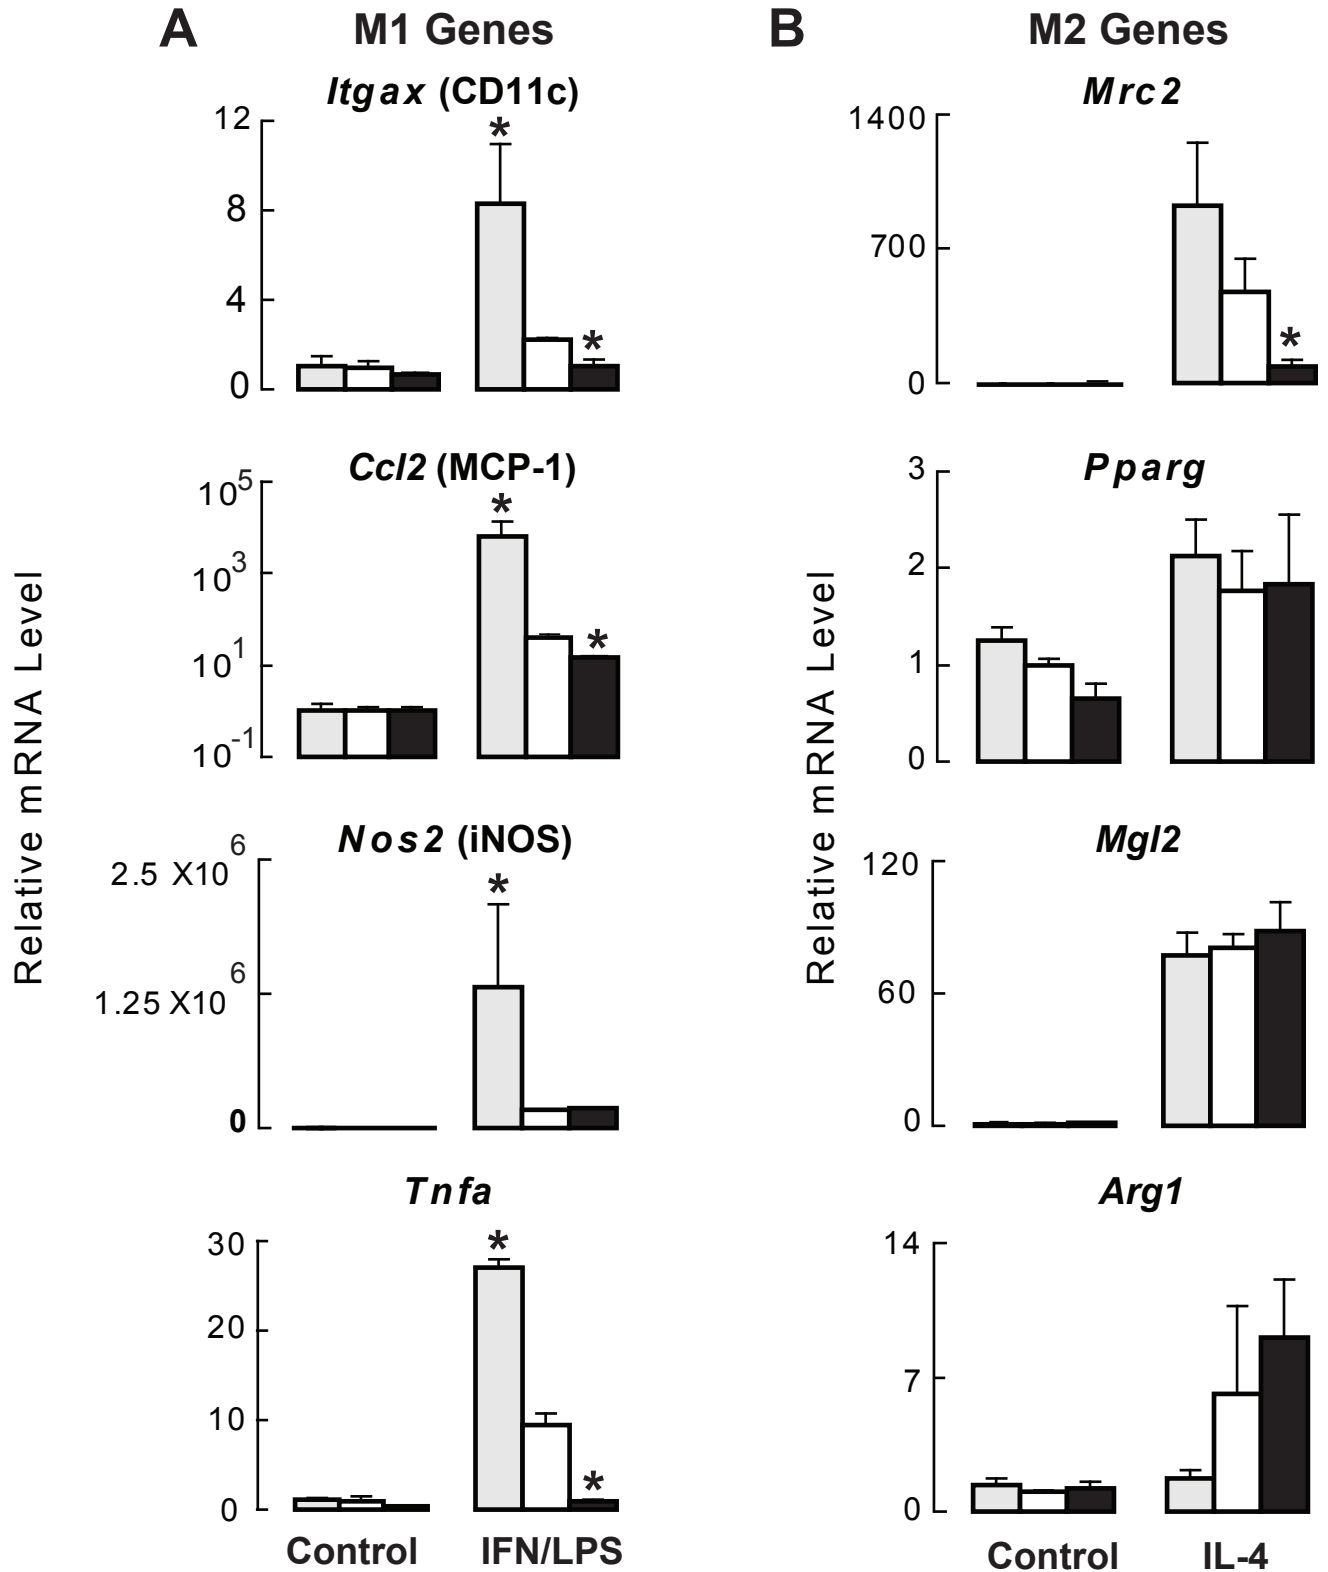 A M1 Genes
Itgax (CD11c)
12
8
4
0
*
*
Relative mRNA Level
Ccl2 (MCP-1)
10^5
10^3
10^1
10^-1
*
*
Nos2 (iNOS)
2.5 X10^6
1.25 X10^6
0
*
Tnfa
30
20
10
0
*
*
Control IFN/LPS
B M2 Genes
Mrc2
1400
700
0
*
Relative mRNA Level
Pparg
3
2
1
0
Mgl2
120
60
0
Arg1
14
7
0
Control IL-4